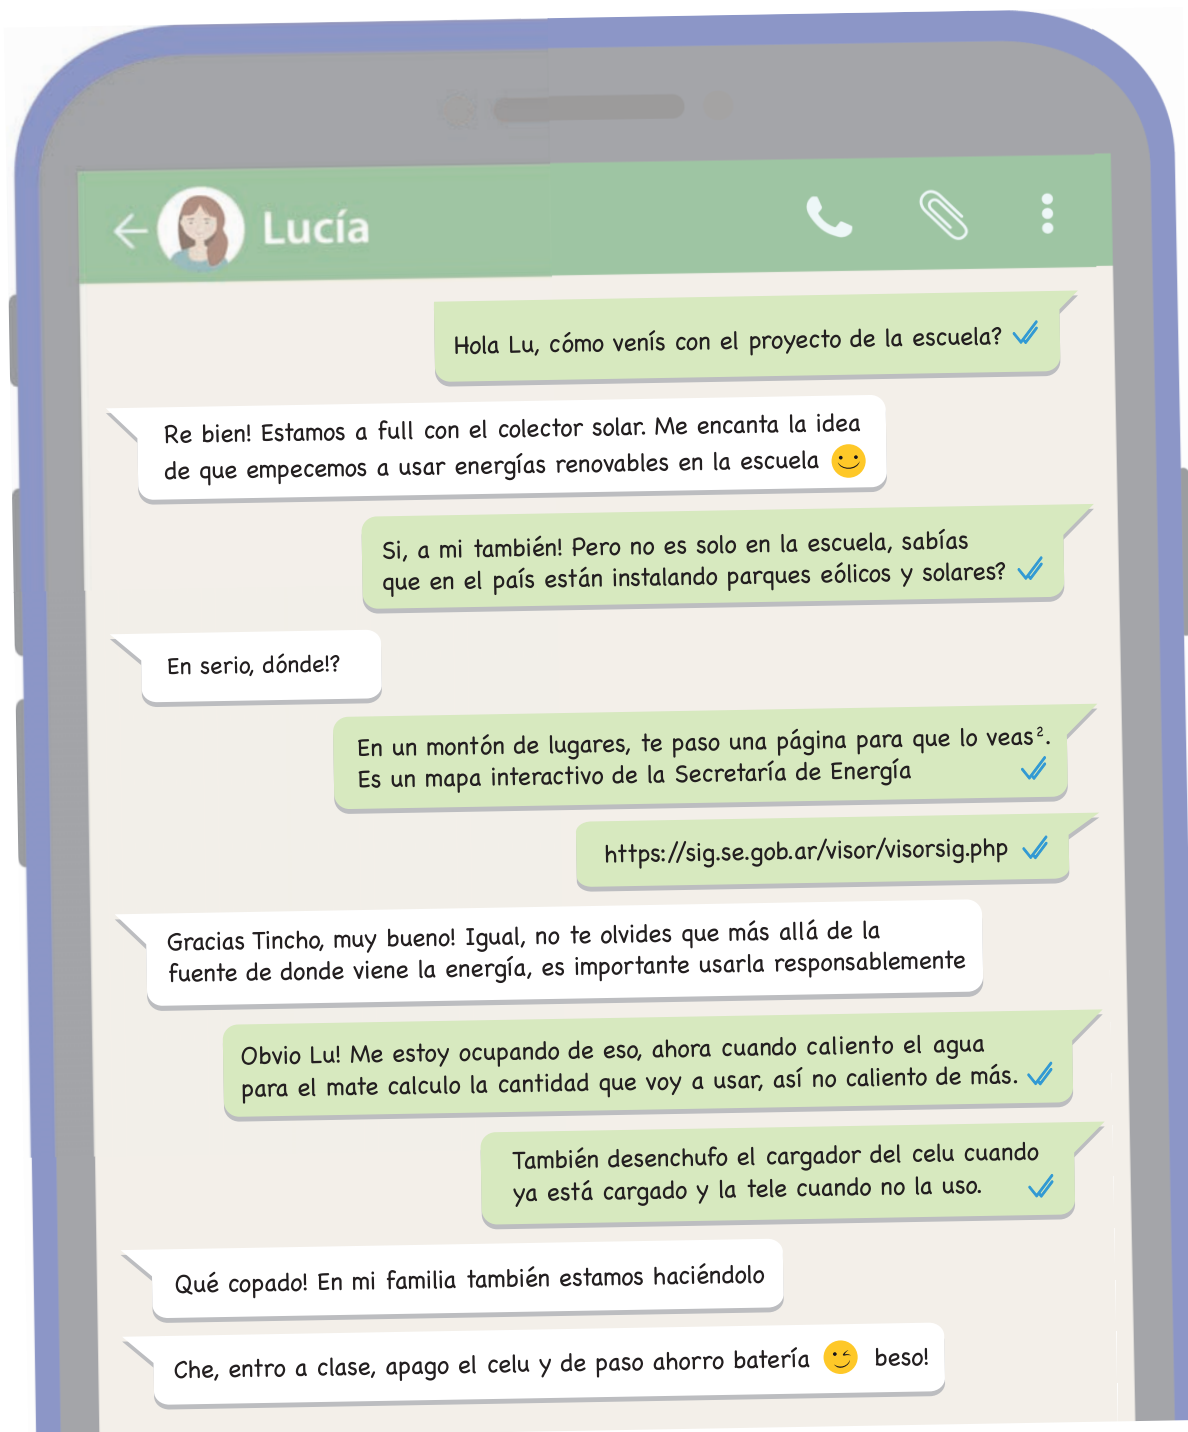 Lucía
Hola Lu, cómo venís con el proyecto de la escuela?
Re bien! Estamos a full con el colector solar. Me encanta la idea
de que empecemos a usar energías renovables en la escuela
Si, a mi también! Pero no es solo en la escuela, sabías
que en el país están instalando parques eólicos y solares?
En serio, dónde!?
En un montón de lugares, te paso una página para que lo veas².
Es un mapa interactivo de la Secretaría de Energía
https://sig.se.gob.ar/visor/visorsig.php
Gracias Tincho, muy bueno! Igual, no te olvides que más allá de la
fuente de donde viene la energía, es importante usarla responsablemente
Obvio Lu! Me estoy ocupando de eso, ahora cuando caliento el agua
para el mate calculo la cantidad que voy a usar, así no caliento de más.
También desenchufo el cargador del celu cuando
ya está cargado y la tele cuando no la uso.
Qué copado! En mi familia también estamos haciéndolo
Che, entro a clase, apago el celu y de paso ahorro batería 😉 beso!